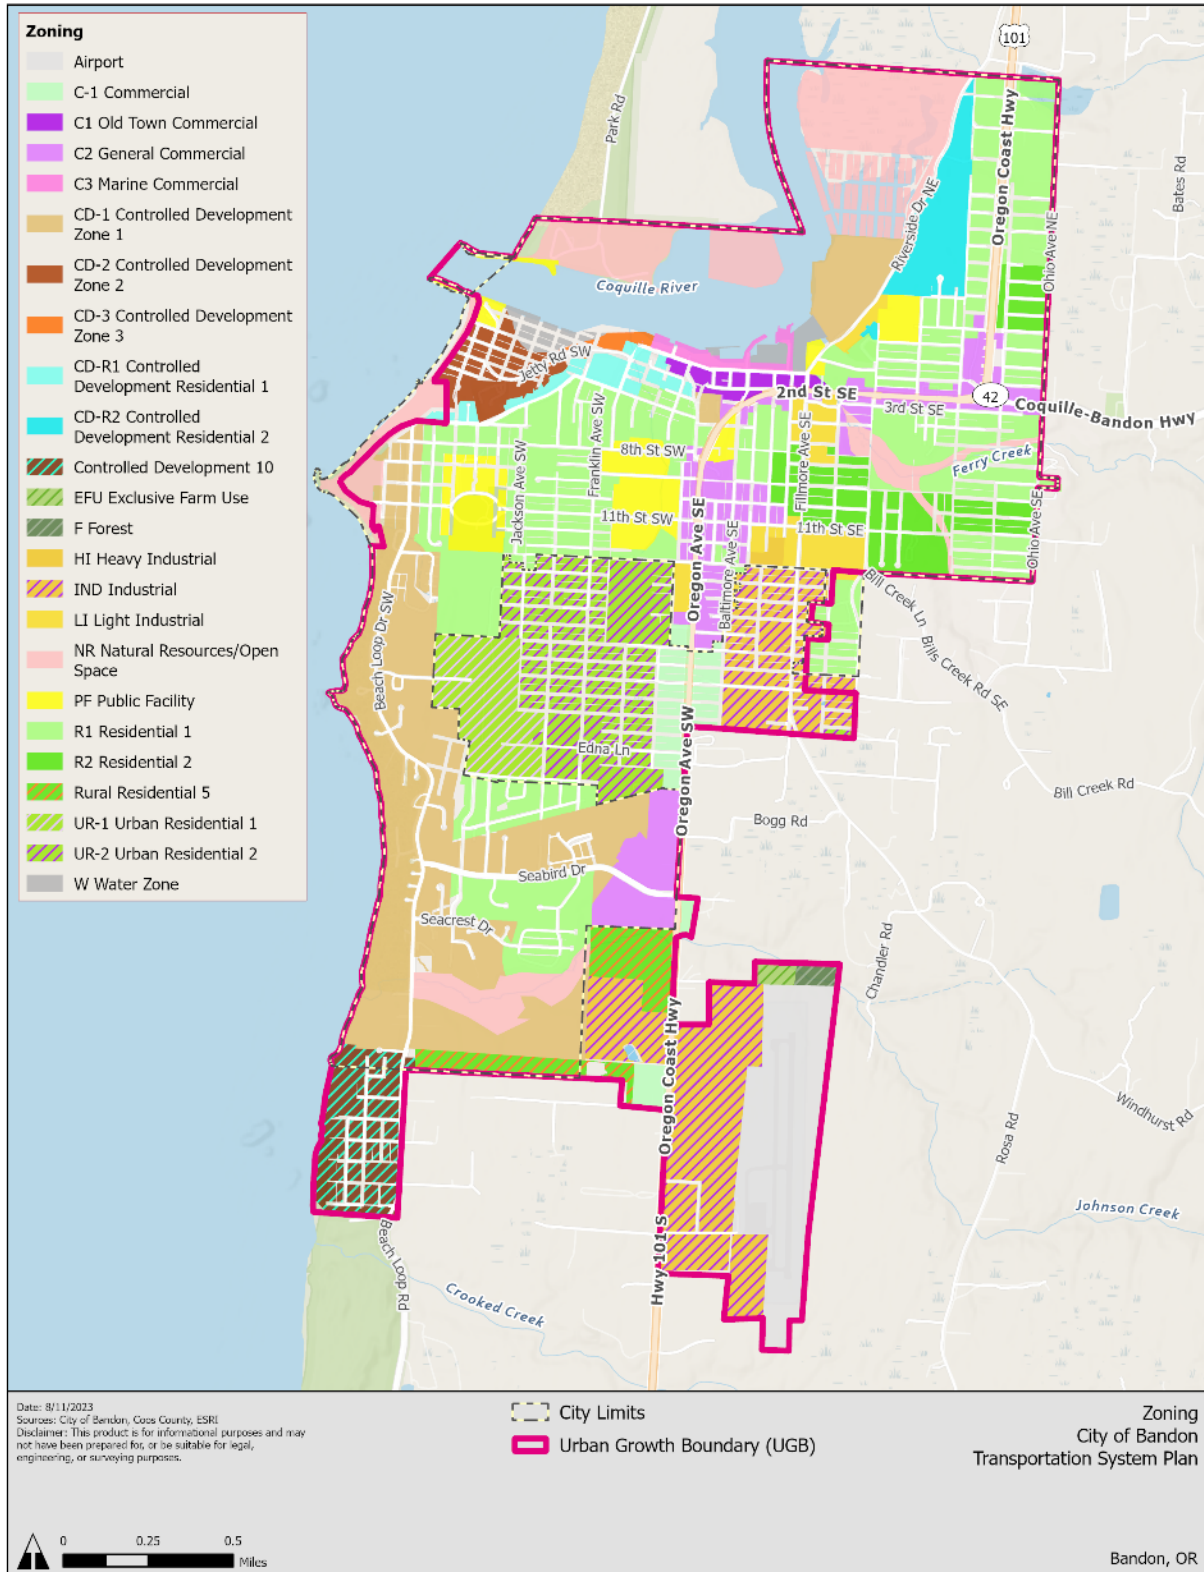 Zoning
Airport
C-1 Commercial
C1 Old Town Commercial
C2 General Commercial
C3 Marine Commercial
CD-1 Controlled Development
Zone 1
CD-2 Controlled Development
Zone 2
CD-3 Controlled Development
Zone 3
CD-R1 Controlled
Development Residential 1
CD-R2 Controlled
Development Residential 2
Controlled Development 10
EFU Exclusive Farm Use
F Forest
HI Heavy Industrial
IND Industrial
LI Light Industrial
NR Natural Resources/Open
Space
PF Public Facility
R1 Residential 1
R2 Residential 2
Rural Residential 5
UR-1 Urban Residential 1
UR-2 Urban Residential 2
W Water Zone
101
Park Rd
Oregon Coast Hwy
Bates Rd
Riverside Dr NE
Ohio Ave NE
Coquille River
Jetty Rd SW
2nd St SE
42
Coquille-Bandon Hwy
3rd St SE
Franklin Ave SW
8th St SW
Fillmore Ave SE
Ferry Creek
Jackson Ave SW
11th St SW
11th St SE
Oregon Ave SE
Baltimore Ave SE
Ohio Ave SE
Bill Creek Ln
Bills Creek Rd SE
Beach Loop Dr SW
Edna Ln
Oregon Ave SW
Bill Creek Rd
Bogg Rd
Seabird Dr
Seacrest Dr
Chandler Rd
Oregon Coast Hwy
Windhurst Rd
Rosa Rd
Johnson Creek
Beach Loop Rd
Hwy 101 S
Crooked Creek
Date: 8/11/2023
Sources: City of Bandon, Coos County, ESRI
Disclaimer: This product is for informational purposes and may
not have been prepared for, or be suitable for legal,
engineering, or surveying purposes.
City Limits
Urban Growth Boundary (UGB)
Zoning
City of Bandon
Transportation System Plan
0 0.25 0.5
Miles
Bandon, OR